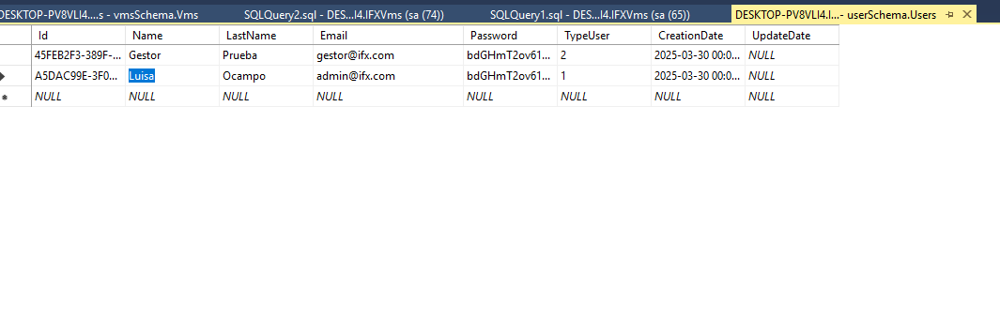 DESKTOP-PV8VLI4....s - vmsSchema.Vms SQLQuery2.sql - DES...I4.IFXVms (sa (74)) SQLQuery1.sql - DES...I4.IFXVms (sa (65)) DESKTOP-PV8VLI4.I...- userSchema.Users
Id Name LastName Email Password TypeUser CreationDate UpdateDate
45FEB2F3-389F-... Gestor Prueba gestor@ifx.com bdGHmT2ov61... 2 2025-03-30 00:0... NULL
A5DAC99E-3F0... Luisa Ocampo admin@ifx.com bdGHmT2ov61... 1 2025-03-30 00:0... NULL
NULL NULL NULL NULL NULL NULL NULL NULL